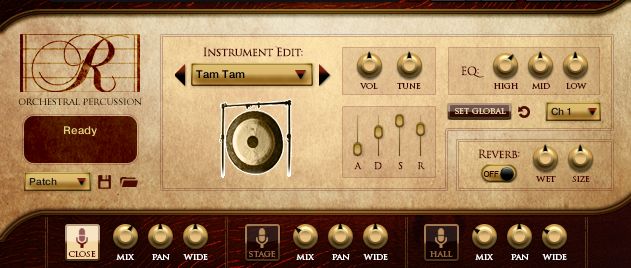 R
ORCHESTRAL PERCUSSION
Ready
Patch
INSTRUMENT EDIT:
Tam Tam
VOL TUNE
A D S R
EQ: HIGH MID LOW
SET GLOBAL Ch 1
REVERB:
OFF WET SIZE
CLOSE MIX PAN WIDE
STAGE MIX PAN WIDE
HALL MIX PAN WIDE